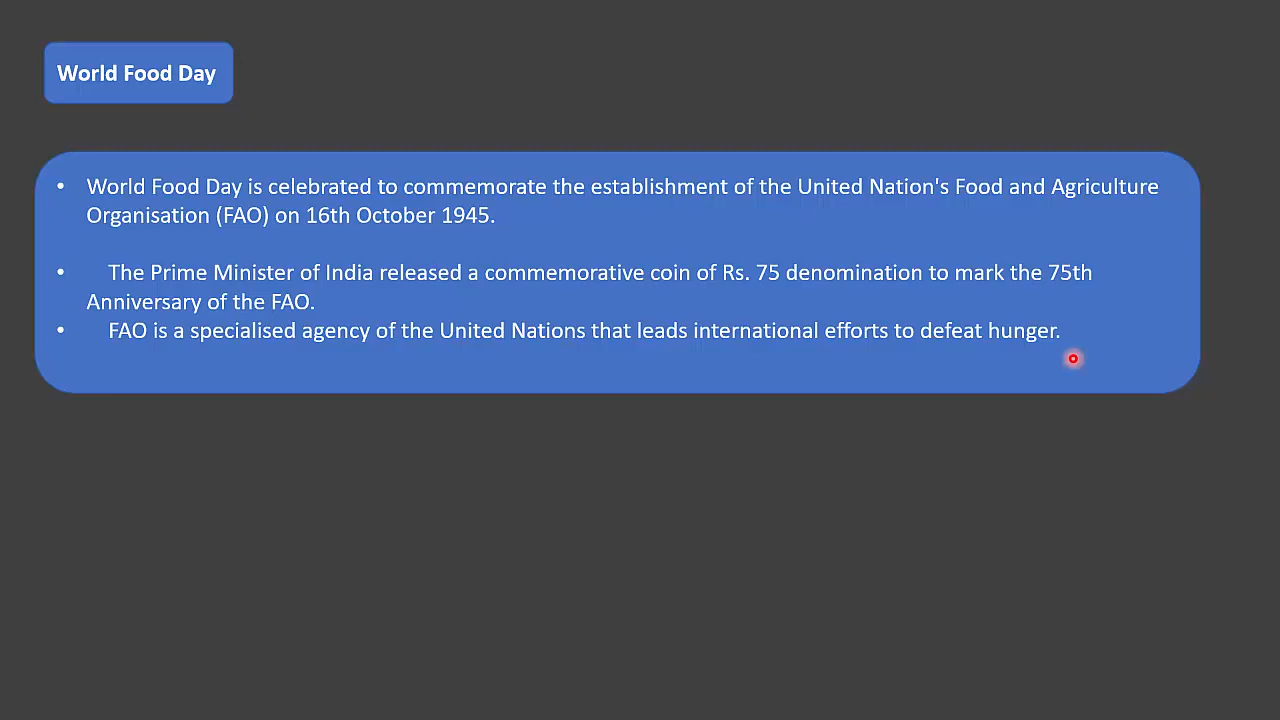 World Food Day
• World Food Day is celebrated to commemorate the establishment of the United Nation's Food and Agriculture
Organisation (FAO) on 16th October 1945.
• The Prime Minister of India released a commemorative coin of Rs. 75 denomination to mark the 75th
Anniversary of the FAO.
• FAO is a specialised agency of the United Nations that leads international efforts to defeat hunger.